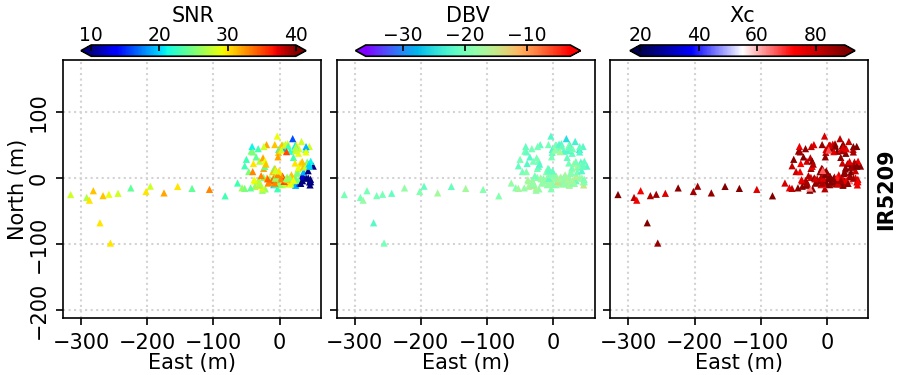 SNR DBV Xc
10 20 30 40 −30 −20 −10 20 40 60 80
100
0
−100
−200
North (m)
−300 −200 −100 0 −300 −200 −100 0 −300 −200 −100 0
East (m) East (m) East (m)
IR5209